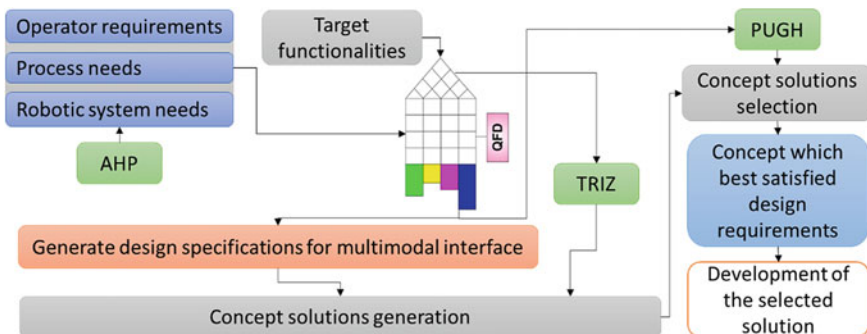 Operator requirements
Process needs
Robotic system needs
AHP
Target
functionalities
QFD
TRIZ
PUGH
Concept solutions
selection
Concept which
best satisfied
design
requirements
Development of
the selected
solution
Generate design specifications for multimodal interface
Concept solutions generation